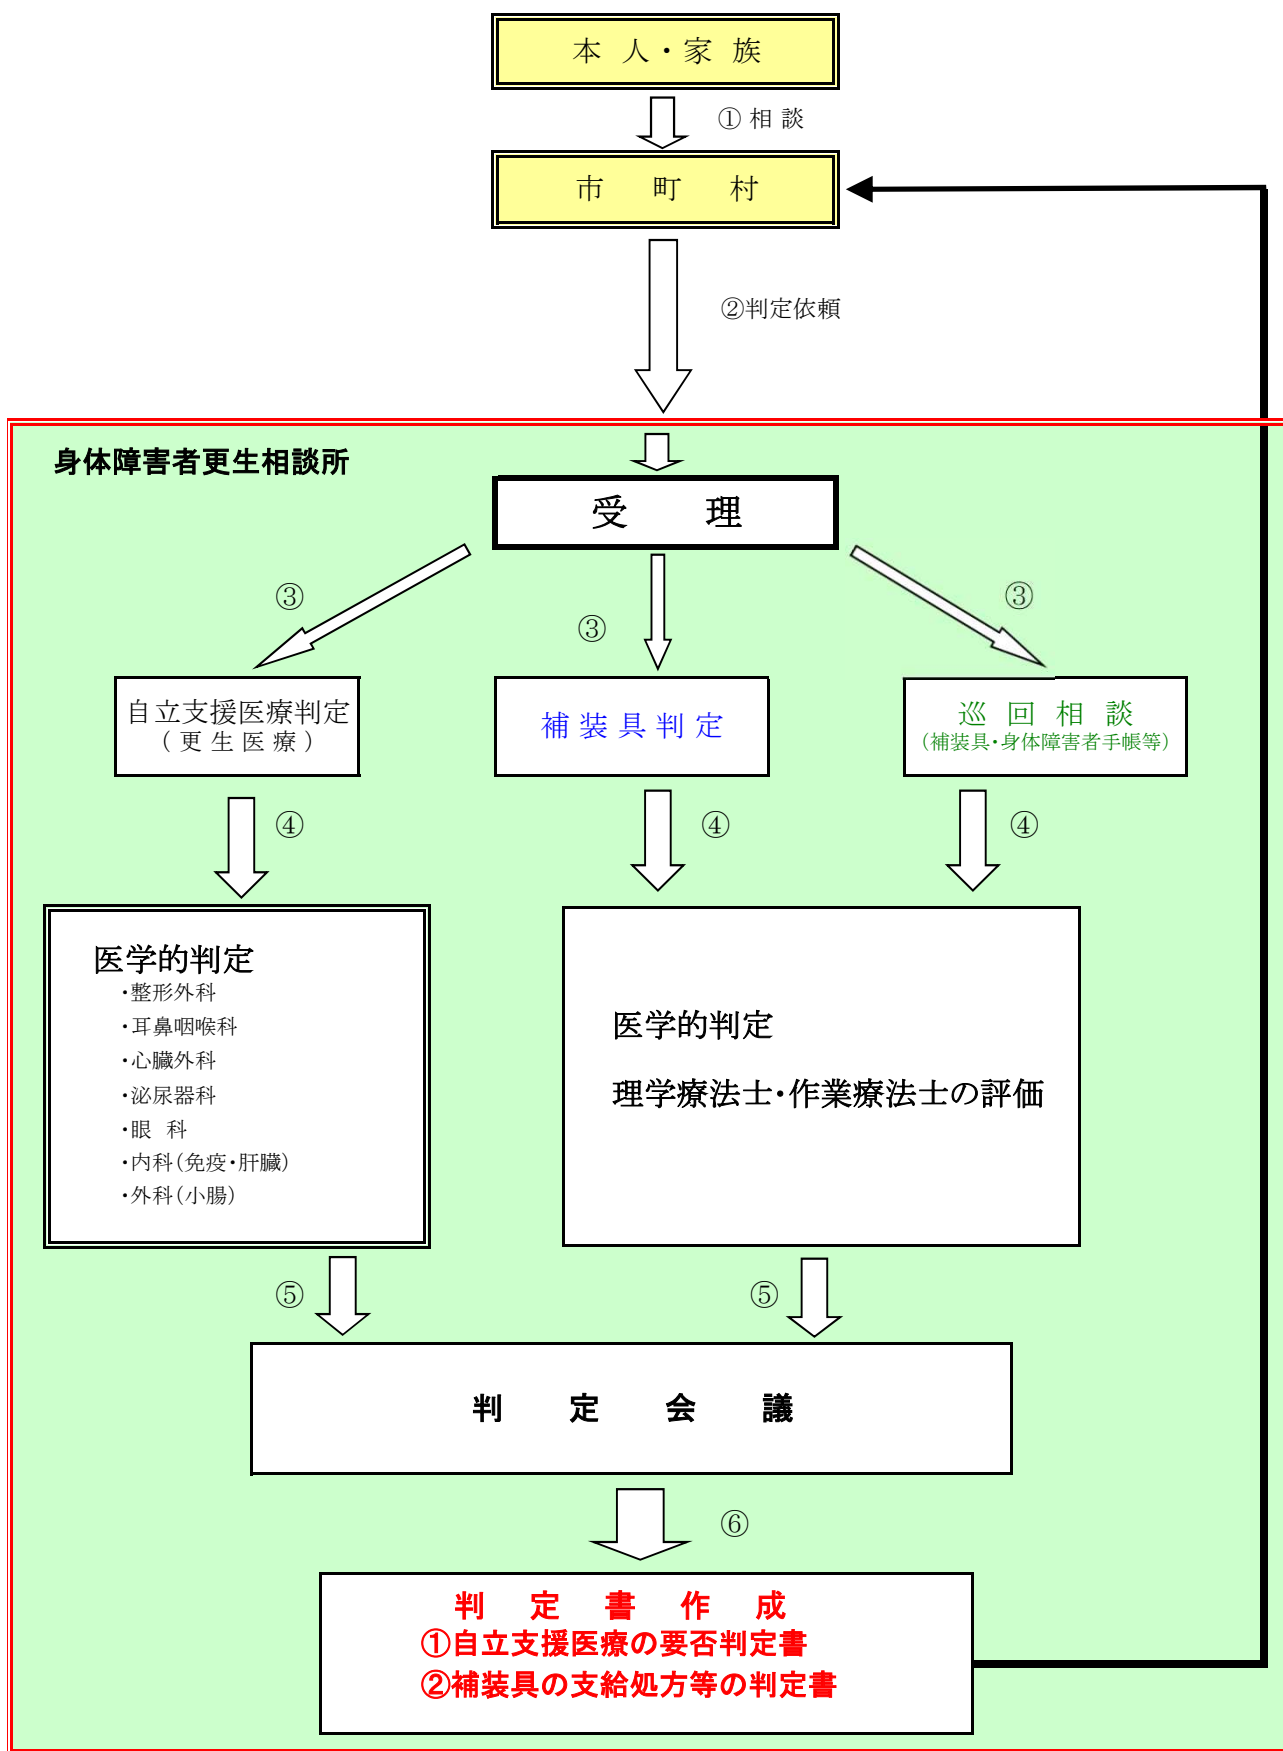 本人・家族
①相談
市町村
②判定依頼
身体障害者更生相談所
受理
③
③
③
自立支援医療判定
(更生医療)
補装具判定
巡回相談
(補装具・身体障害者手帳等)
④
④
④
医学的判定
・整形外科
・耳鼻咽喉科
・心臓外科
・泌尿器科
・眼科
・内科(免疫・肝臓)
・外科(小腸)
医学的判定
理学療法士・作業療法士の評価
⑤
⑤
判定会議
⑥
判定書作成
①自立支援医療の要否判定書
②補装具の支給処方等の判定書